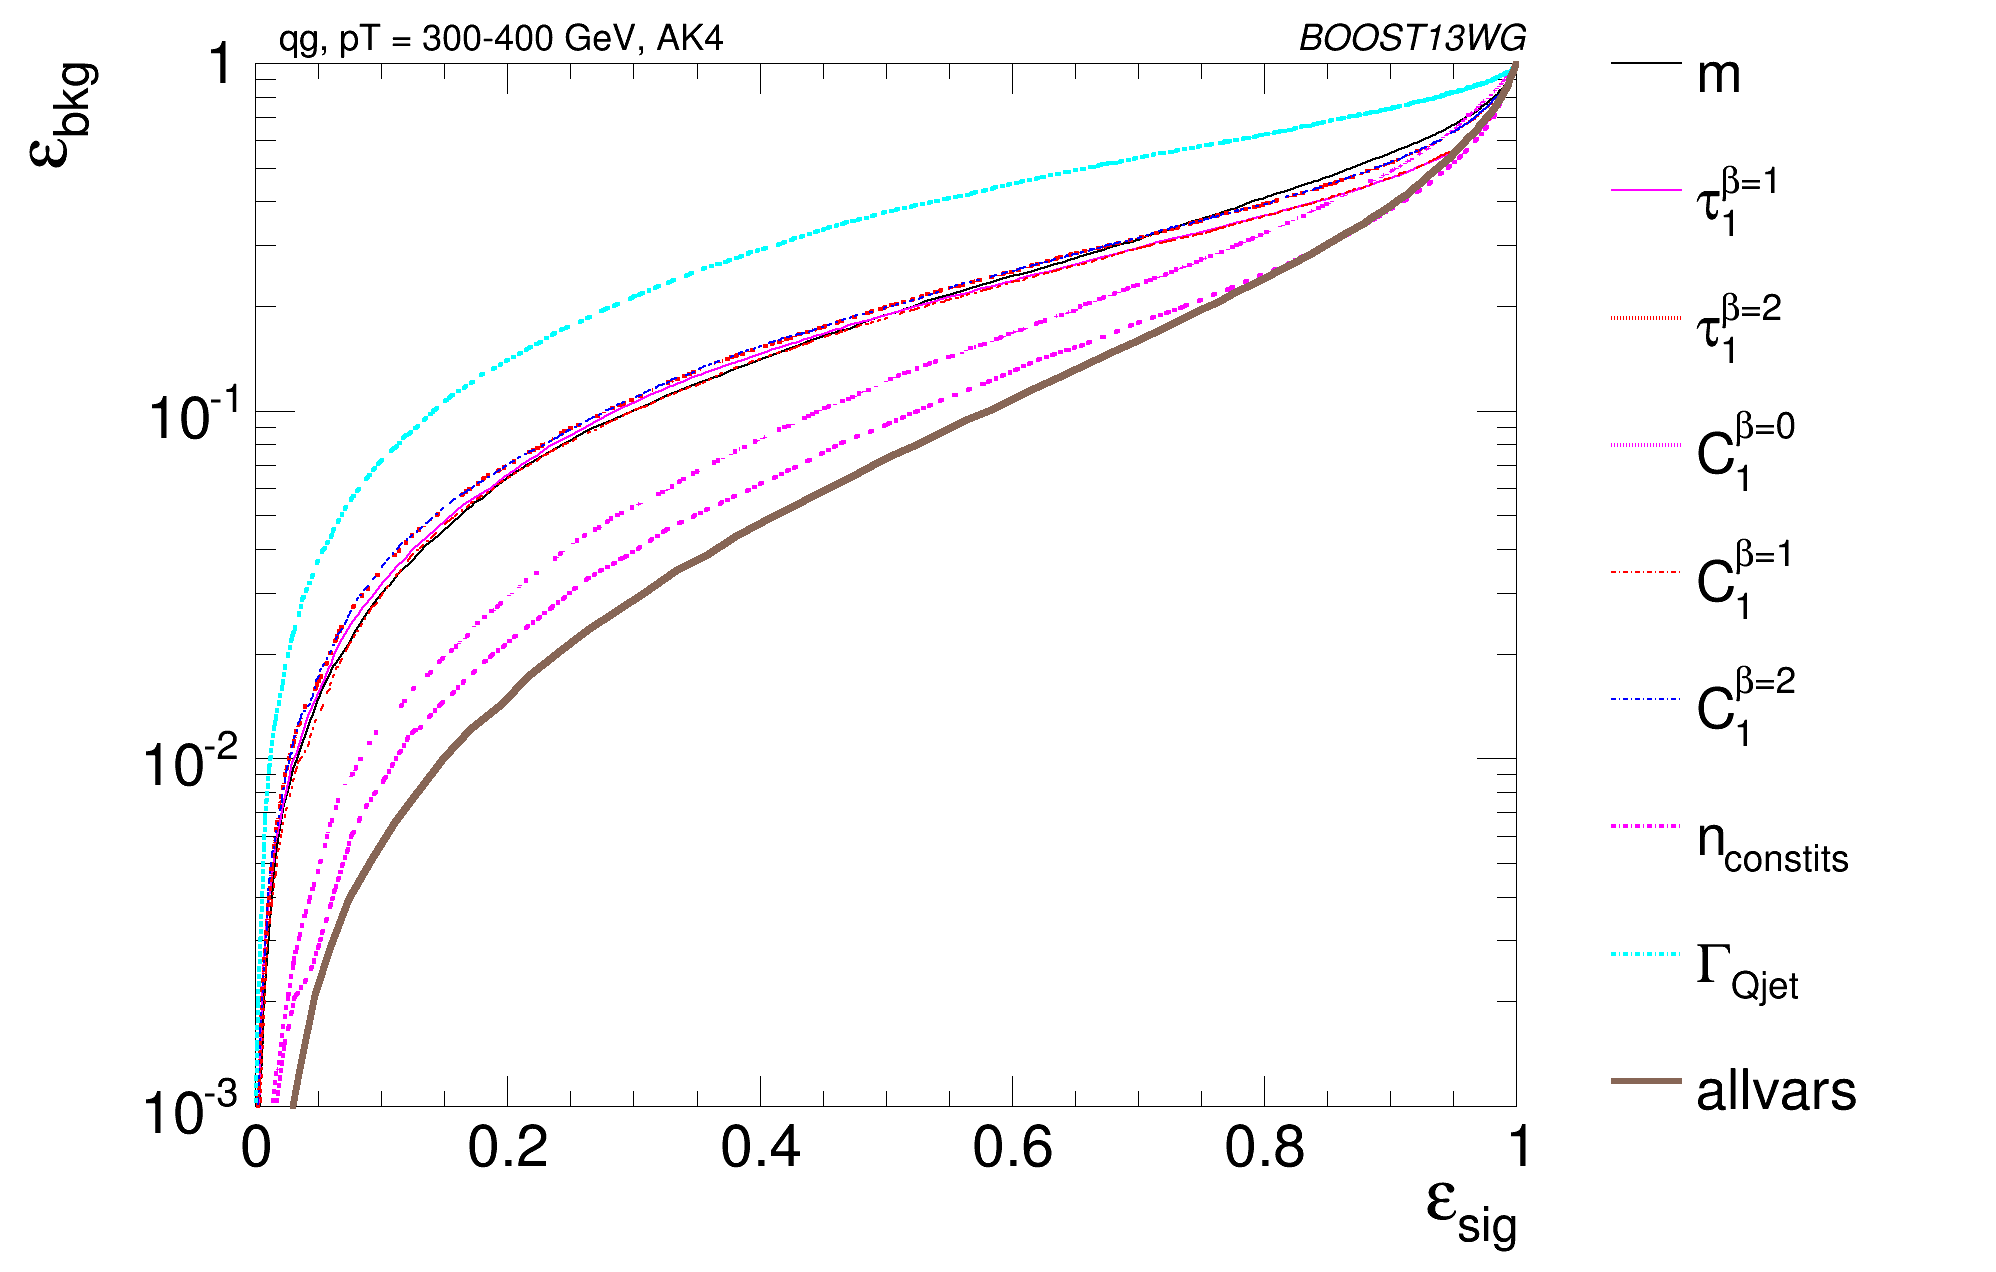 qg, pT = 300-400 GeV, AK4
BOOST13WG
ε_bkg
1
10^-1
10^-2
10^-3
0 0.2 0.4 0.6 0.8 1
ε_sig
m
τ_1^β=1
τ_1^β=2
C_1^β=0
C_1^β=1
C_1^β=2
n_constits
Γ_Qjet
allvars